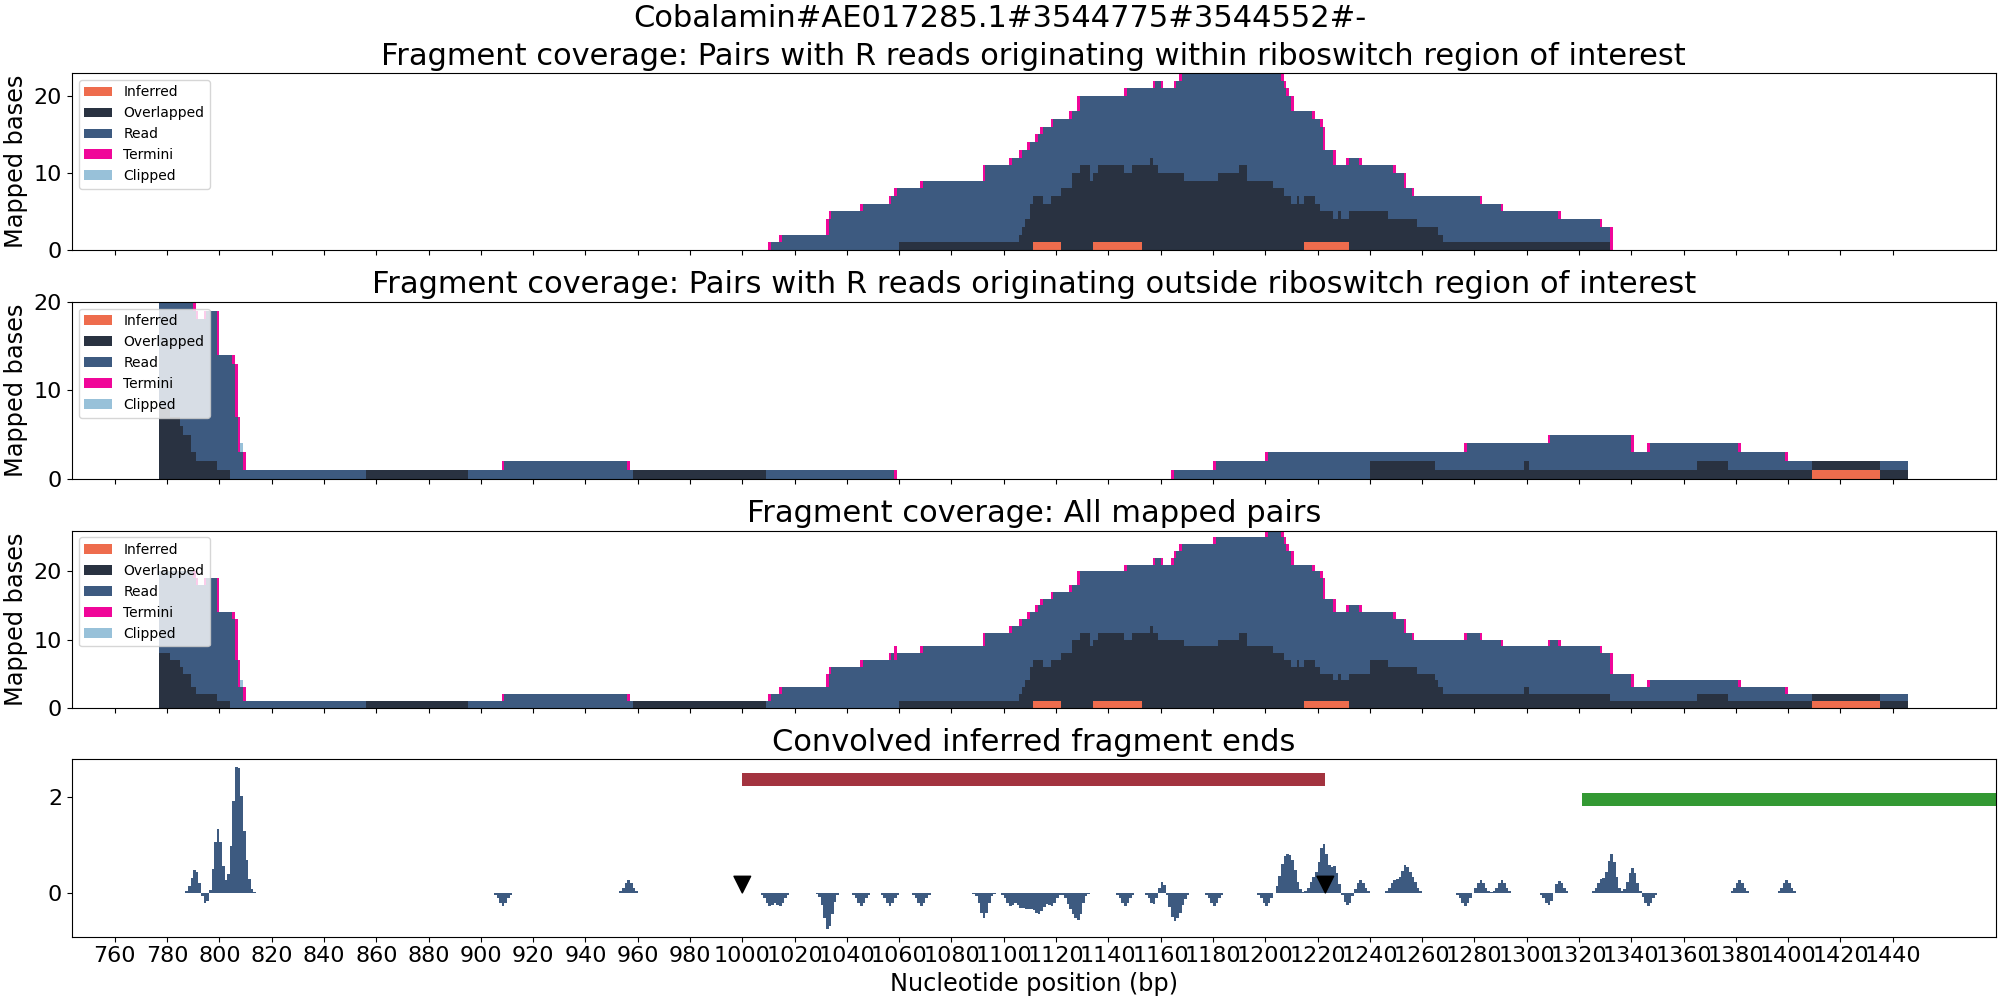 Cobalamin#AE017285.1#3544775#3544552#-
Fragment coverage: Pairs with R reads originating within riboswitch region of interest
Mapped bases
20
10
0
Inferred
Overlapped
Read
Termini
Clipped
Fragment coverage: Pairs with R reads originating outside riboswitch region of interest
Mapped bases
20
10
0
Inferred
Overlapped
Read
Termini
Clipped
Fragment coverage: All mapped pairs
Mapped bases
20
10
0
Inferred
Overlapped
Read
Termini
Clipped
Convolved inferred fragment ends
2
0
760 780 800 820 840 860 880 900 920 940 960 980 1000 1020 1040 1060 1080 1100 1120 1140 1160 1180 1200 1220 1240 1260 1280 1300 1320 1340 1360 1380 1400 1420 1440
Nucleotide position (bp)